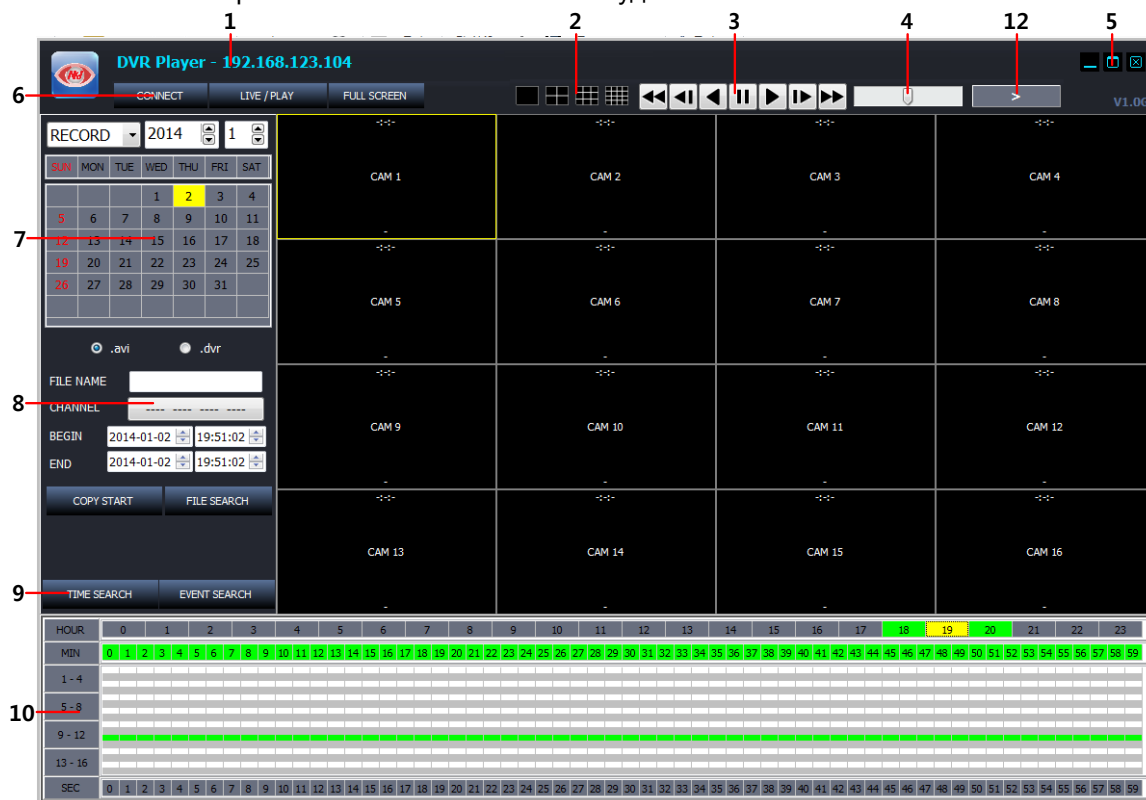 1 2 3 4 12 5
DVR Player - 192.168.123.104
6 CONNECT LIVE / PLAY FULL SCREEN > V1.0
RECORD 2014 1
SUN MON TUE WED THU FRI SAT
1 2 3 4
5 6 7 8 9 10 11
7 12 13 14 15 16 17 18
19 20 21 22 23 24 25
26 27 28 29 30 31
.avi .dvr
FILE NAME
8 CHANNEL ---- ---- ---- ----
BEGIN 2014-01-02 19:51:02
END 2014-01-02 19:51:02
COPY START FILE SEARCH
9 TIME SEARCH EVENT SEARCH
-:-:- -:-:- -:-:- -:-:-
CAM 1 CAM 2 CAM 3 CAM 4
- - - -
-:-:- -:-:- -:-:- -:-:-
CAM 5 CAM 6 CAM 7 CAM 8
- - - -
-:-:- -:-:- -:-:- -:-:-
CAM 9 CAM 10 CAM 11 CAM 12
- - - -
-:-:- -:-:- -:-:- -:-:-
CAM 13 CAM 14 CAM 15 CAM 16
- - - -
HOUR 0 1 2 3 4 5 6 7 8 9 10 11 12 13 14 15 16 17 18 19 20 21 22 23
MIN 0 1 2 3 4 5 6 7 8 9 10 11 12 13 14 15 16 17 18 19 20 21 22 23 24 25 26 27 28 29 30 31 32 33 34 35 36 37 38 39 40 41 42 43 44 45 46 47 48 49 50 51 52 53 54 55 56 57 58 59
1 - 4
10 5 - 8
9 - 12
13 - 16
SEC 0 1 2 3 4 5 6 7 8 9 10 11 12 13 14 15 16 17 18 19 20 21 22 23 24 25 26 27 28 29 30 31 32 33 34 35 36 37 38 39 40 41 42 43 44 45 46 47 48 49 50 51 52 53 54 55 56 57 58 59